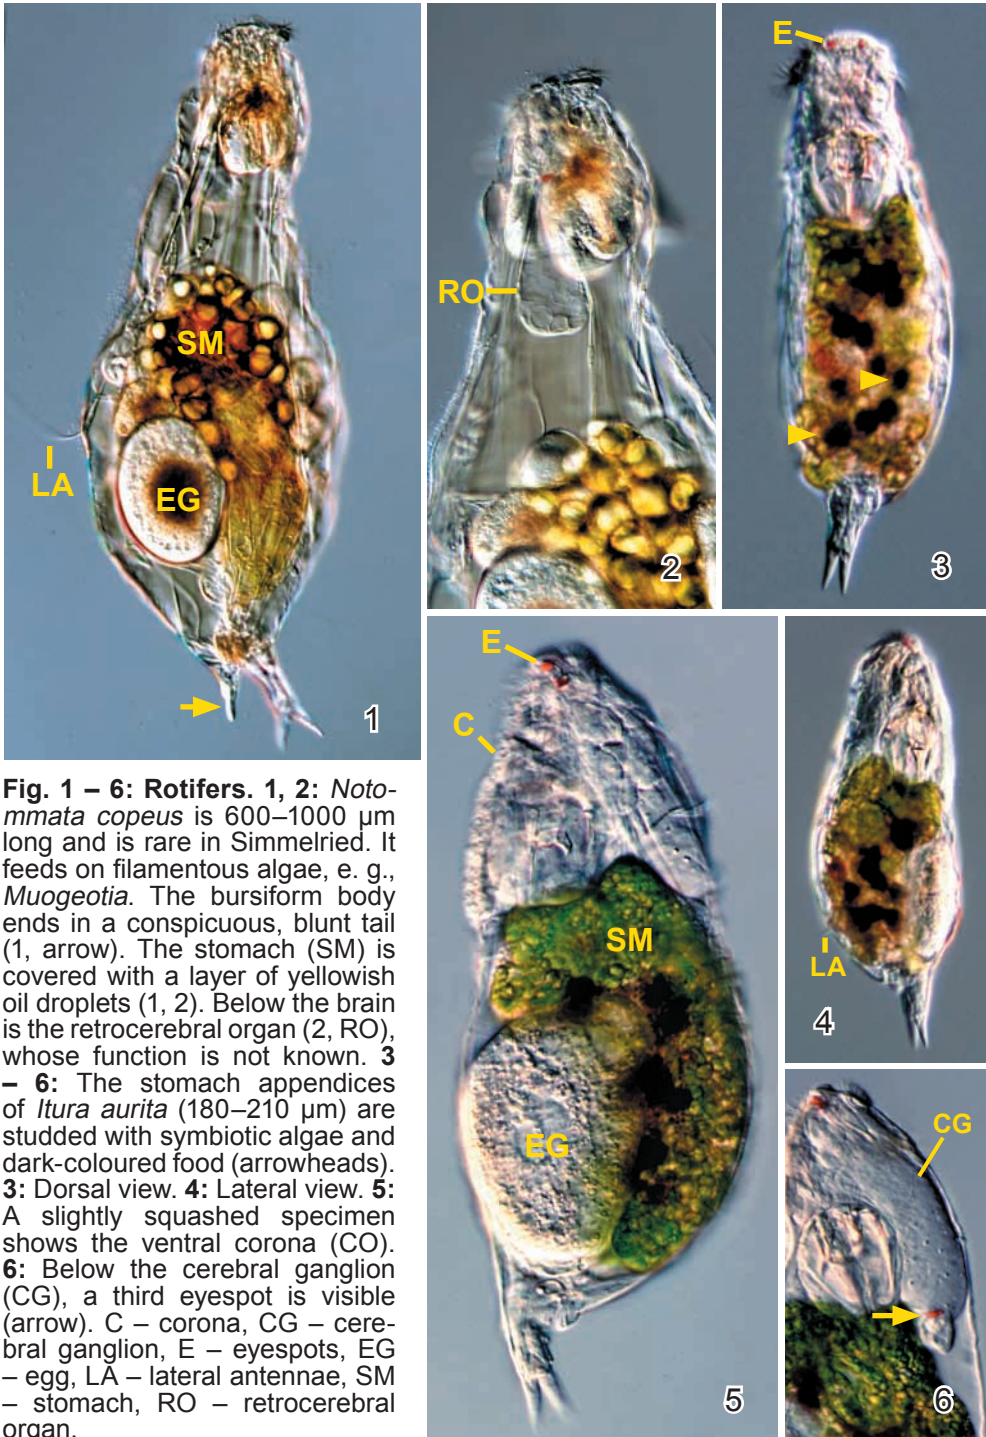 E
RO
SM
LA
EG
1
2
3
E
C
SM
EG
5
LA
4
CG
6
Fig. 1 – 6: Rotifers. 1, 2: Noto-
mmata copeus is 600–1000 µm
long and is rare in Simmelried. It
feeds on filamentous algae, e. g.,
Muogeotia. The bursiform body
ends in a conspicuous, blunt tail
(1, arrow). The stomach (SM) is
covered with a layer of yellowish
oil droplets (1, 2). Below the brain
is the retrocerebral organ (2, RO),
whose function is not known. 3
– 6: The stomach appendices
of Itura aurita (180–210 µm) are
studded with symbiotic algae and
dark-coloured food (arrowheads).
3: Dorsal view. 4: Lateral view. 5:
A slightly squashed specimen
shows the ventral corona (CO).
6: Below the cerebral ganglion
(CG), a third eyespot is visible
(arrow). C – corona, CG – cere-
bral ganglion, E – eyespots, EG
– egg, LA – lateral antennae, SM
– stomach, RO – retrocerebral
organ.